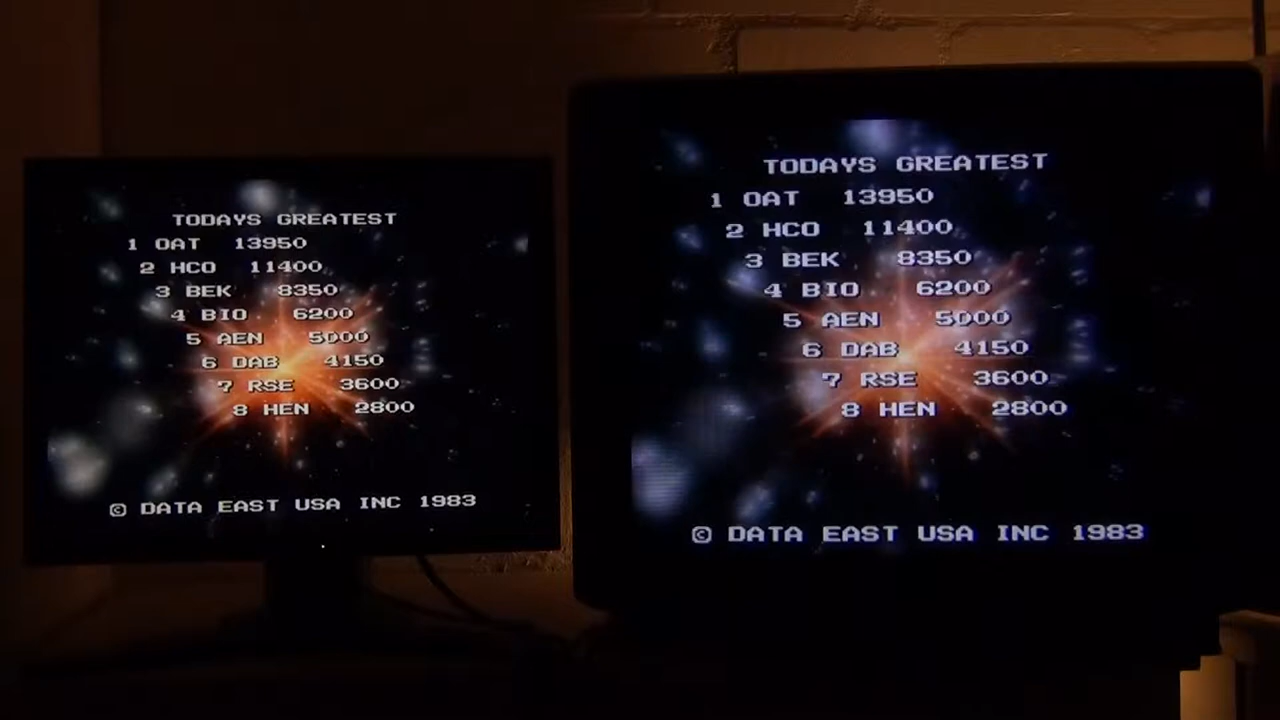 TODAYS GREATEST
1 OAT 13950
2 HCO 11400
3 BEK 8350
4 BIO 6200
5 AEN 5000
6 DAB 4150
7 RSE 3600
8 HEN 2800
© DATA EAST USA INC 1983
TODAYS GREATEST
1 OAT 13950
2 HCO 11400
3 BEK 8350
4 BIO 6200
5 AEN 5000
6 DAB 4150
7 RSE 3600
8 HEN 2800
© DATA EAST USA INC 1983